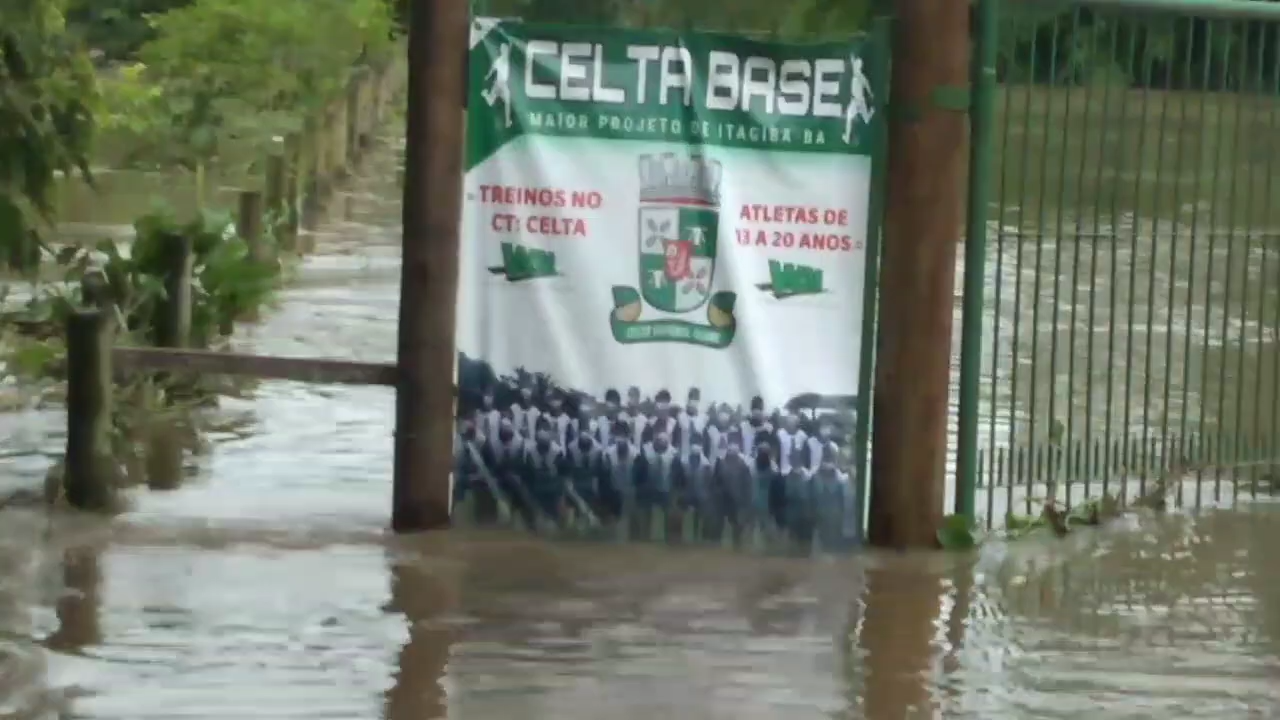 CELTA BASE
MAIOR PROJETO DE ITAGIBA BA
TREINOS NO
CT: CELTA
ATLETAS DE
13 A 20 ANOS